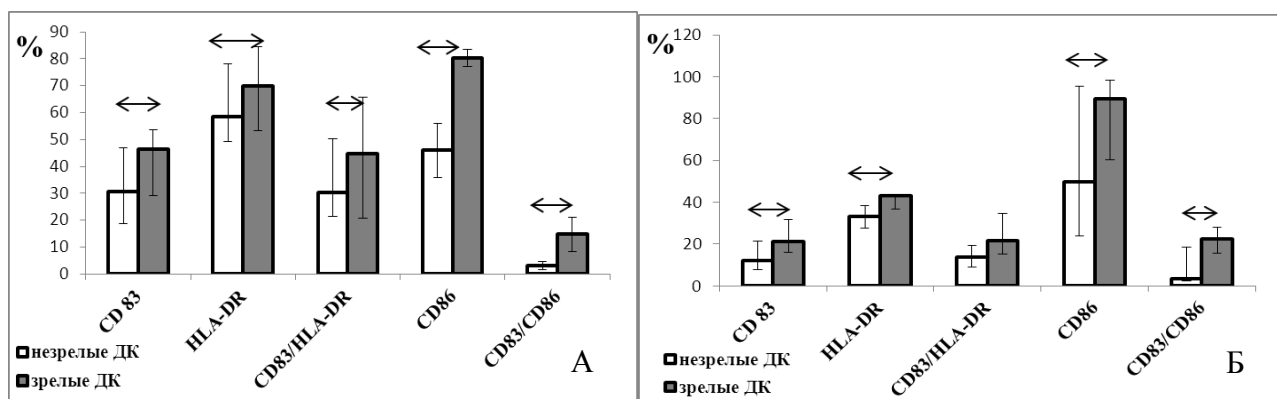 %
90
80
70
60
50
40
30
20
10
0
CD 83
HLA-DR
CD83/HLA-DR
CD86
CD83/CD86
незрелые ДК
зрелые ДК
А
%
120
100
80
60
40
20
0
CD 83
HLA-DR
CD83/HLA-DR
CD86
CD83/CD86
незрелые ДК
зрелые ДК
Б